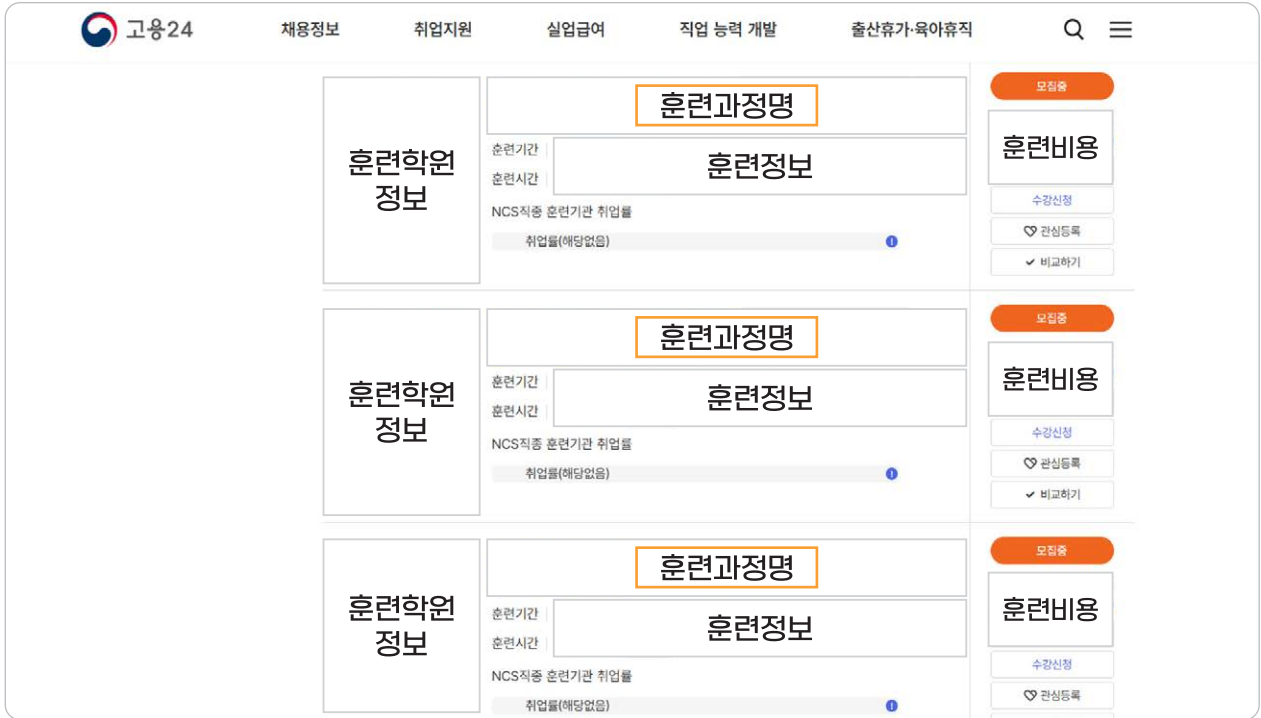 고용24
채용정보
취업지원
실업급여
직업 능력 개발
출산휴가·육아휴직
훈련학원
정보
훈련과정명
훈련기간
훈련시간
훈련정보
NCS직종 훈련기관 취업률
취업률(해당없음)
모집중
훈련비용
수강신청
관심등록
비교하기
훈련학원
정보
훈련과정명
훈련기간
훈련시간
훈련정보
NCS직종 훈련기관 취업률
취업률(해당없음)
모집중
훈련비용
수강신청
관심등록
비교하기
훈련학원
정보
훈련과정명
훈련기간
훈련시간
훈련정보
NCS직종 훈련기관 취업률
취업률(해당없음)
모집중
훈련비용
수강신청
관심등록